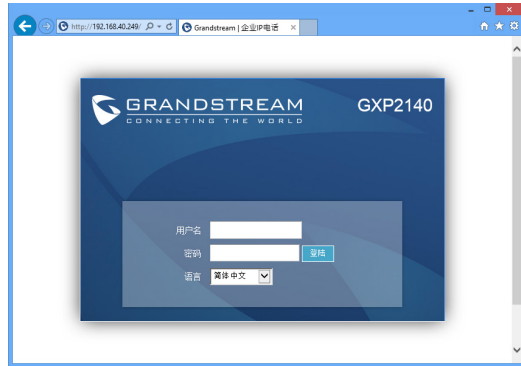 http://192.168.40.249/
Grandstream | 企业IP电话
GRANDSTREAM
CONNECTING THE WORLD
GXP2140
用户名
密码
登陆
语言
简体中文